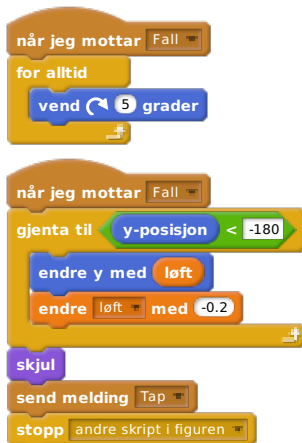 når jeg mottar Fall
for alltid
vend 5 grader
når jeg mottar Fall
gjenta til y-posisjon < -180
endre y med løft
endre løft med -0.2
skjul
send melding Tap
stopp andre skript i figuren